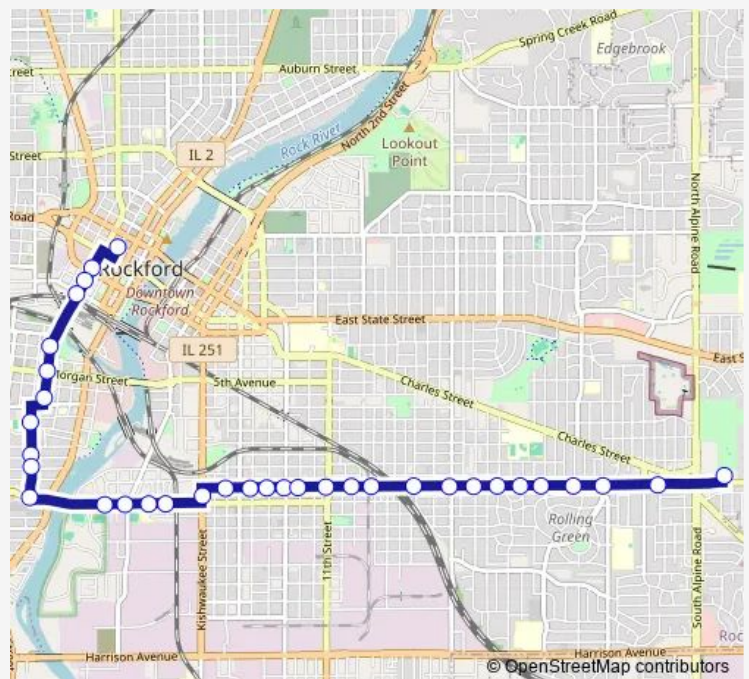 Spring Creek Road
Edgebrook
Auburn Street
reet
North 2nd Street
Rock River
Lookout
Point
IL 2
Street
North Alpine Road
Road
Rockford
Downtown
Rockford
East State Street
IL 251
East S
Morgan Street
5th Avenue
Charles Street
Charles Street
Rolling
Green
Kishwaukee Street
11th Street
South Alpine Road
Roc
Harrison Avenue
Harrison Avenue
© OpenStreetMap contributors